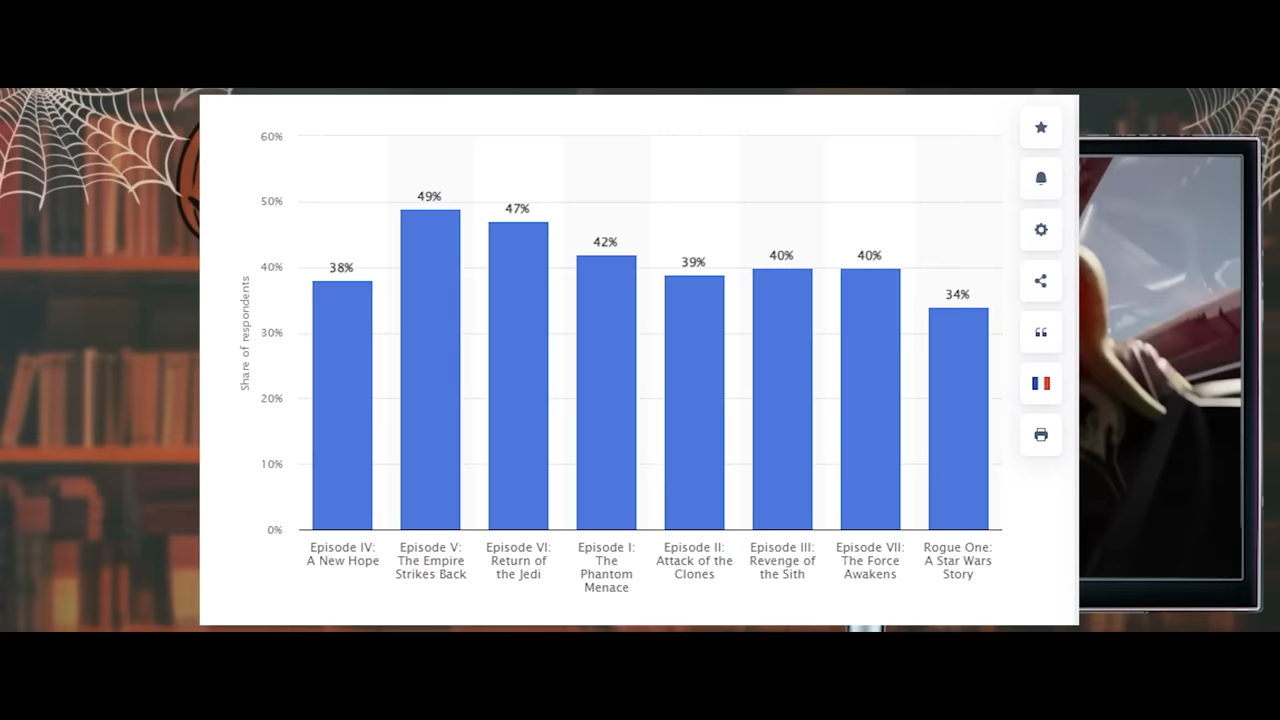 60%
50%
40%
30%
20%
10%
0%
Share of respondents
38%
49%
47%
42%
39%
40%
40%
34%
Episode IV:
A New Hope
Episode V:
The Empire
Strikes Back
Episode VI:
Return of
the Jedi
Episode I:
The
Phantom
Menace
Episode II:
Attack of the
Clones
Episode III:
Revenge of
the Sith
Episode VII:
The Force
Awakens
Rogue One:
A Star Wars
Story